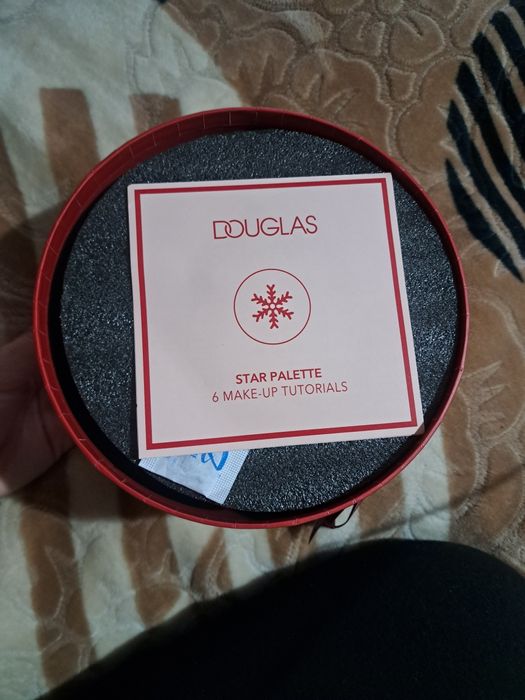 DOUGLAS
STAR PALETTE
6 MAKE-UP TUTORIALS